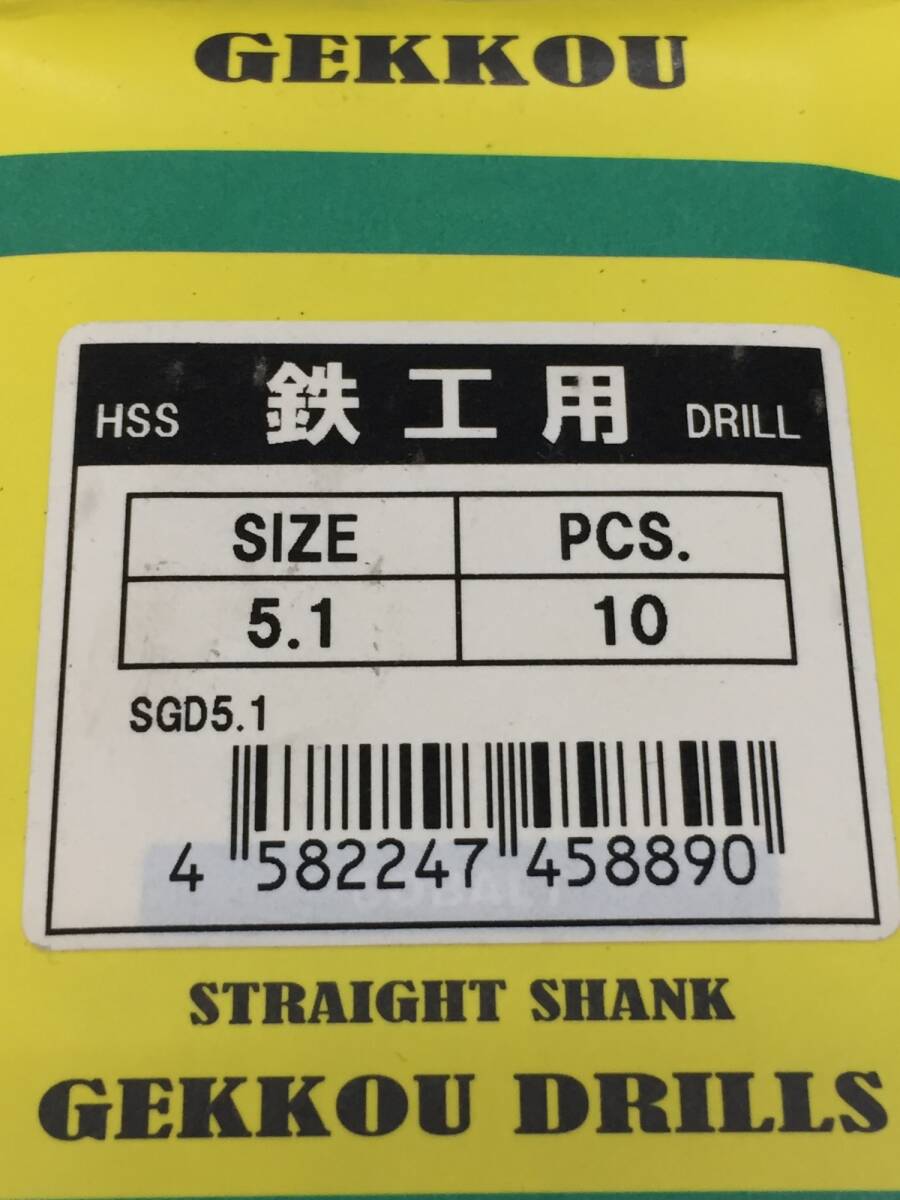 GEKKOU
HSS 鉄工用 DRILL
SIZE PCS.
5.1 10
SGD5.1
4 582247 458890
STRAIGHT SHANK
GEKKOU DRILLS